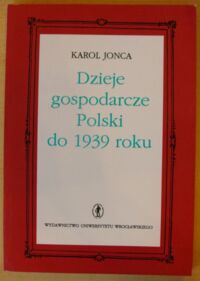 KAROL JONCA
Dzieje
gospodarcze
Polski
do 1939 roku
WYDAWNICTWO UNIWERSYTETU WROCŁAWSKIEGO